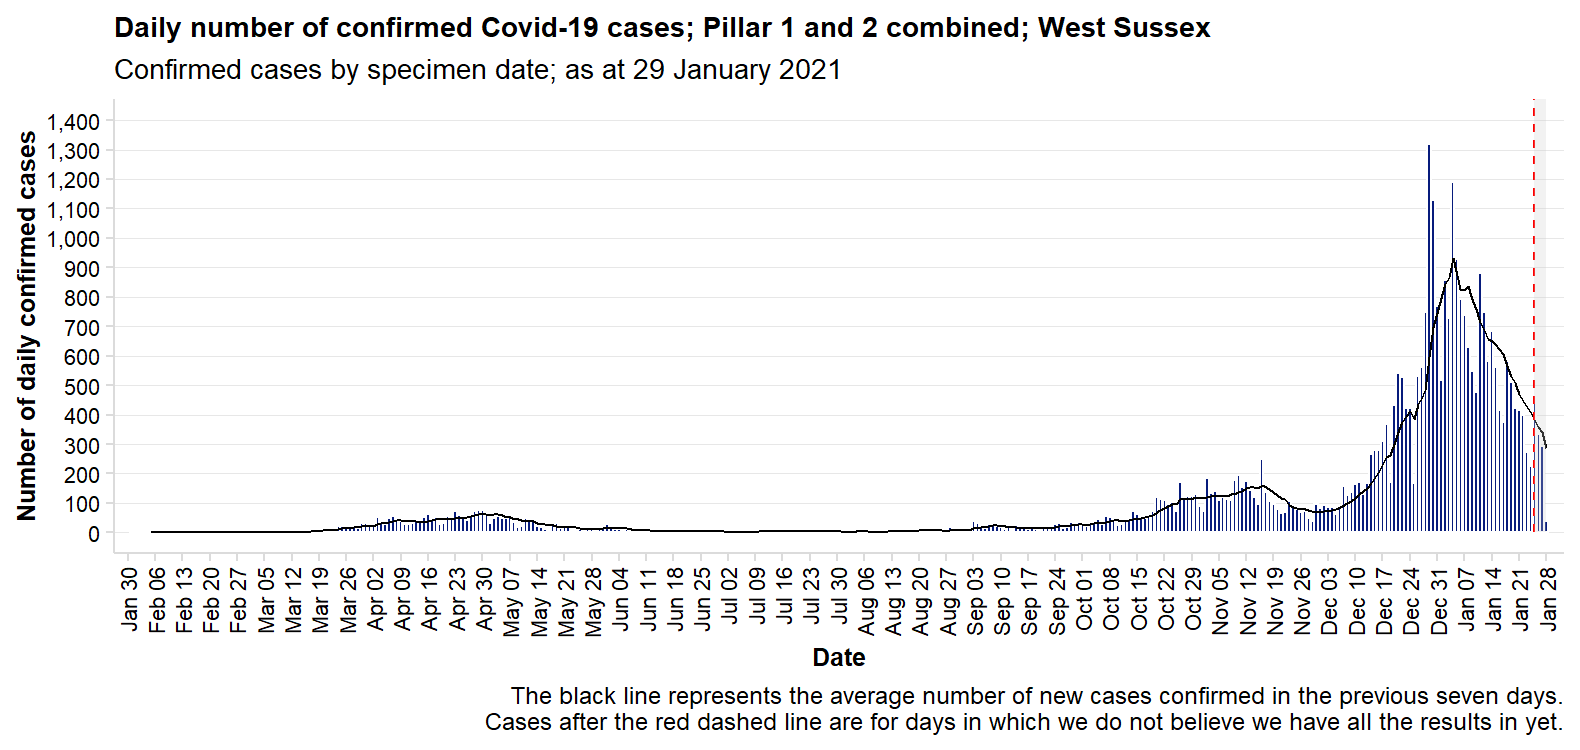 Daily number of confirmed Covid-19 cases; Pillar 1 and 2 combined; West Sussex
Confirmed cases by specimen date; as at 29 January 2021
Number of daily confirmed cases
1,400
1,300
1,200
1,100
1,000
900
800
700
600
500
400
300
200
100
0
Jan 30
Feb 06
Feb 13
Feb 20
Feb 27
Mar 05
Mar 12
Mar 19
Mar 26
Apr 02
Apr 09
Apr 16
Apr 23
Apr 30
May 07
May 14
May 21
May 28
Jun 04
Jun 11
Jun 18
Jun 25
Jul 02
Jul 09
Jul 16
Jul 23
Jul 30
Aug 06
Aug 13
Aug 20
Aug 27
Sep 03
Sep 10
Sep 17
Sep 24
Oct 01
Oct 08
Oct 15
Oct 22
Oct 29
Nov 05
Nov 12
Nov 19
Nov 26
Dec 03
Dec 10
Dec 17
Dec 24
Dec 31
Jan 07
Jan 14
Jan 21
Jan 28
Date
The black line represents the average number of new cases confirmed in the previous seven days.
Cases after the red dashed line are for days in which we do not believe we have all the results in yet.